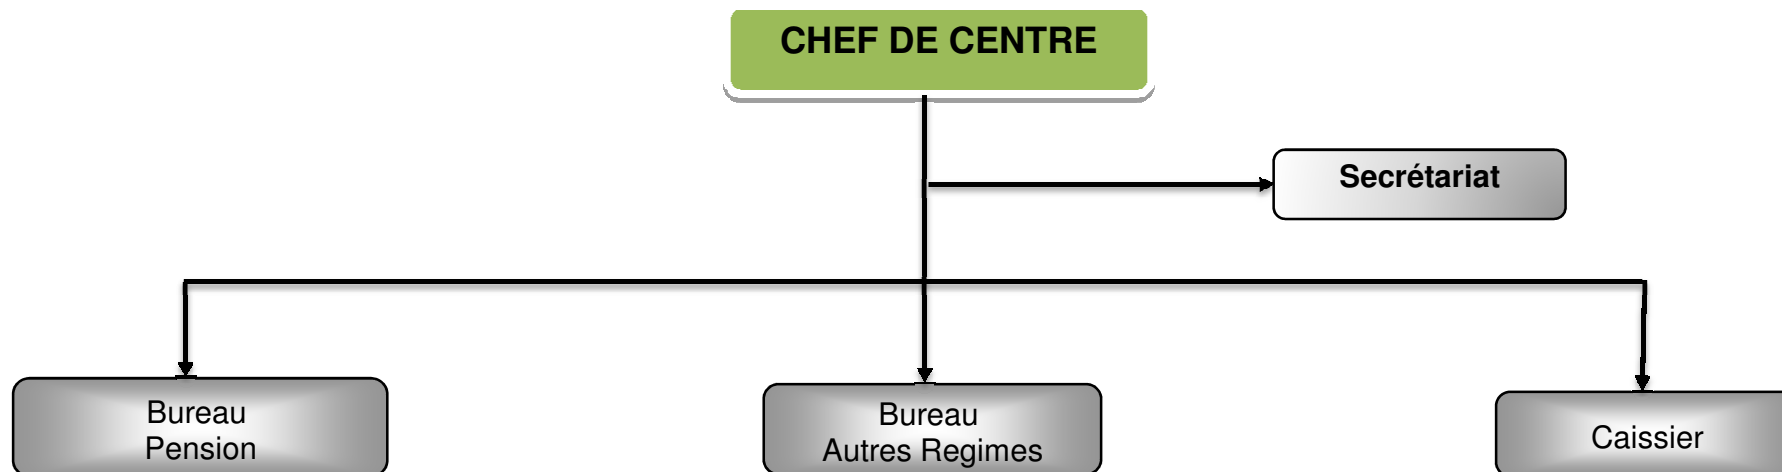 CHEF DE CENTRE
Secrétariat
Bureau
Pension
Bureau
Autres Regimes
Caissier